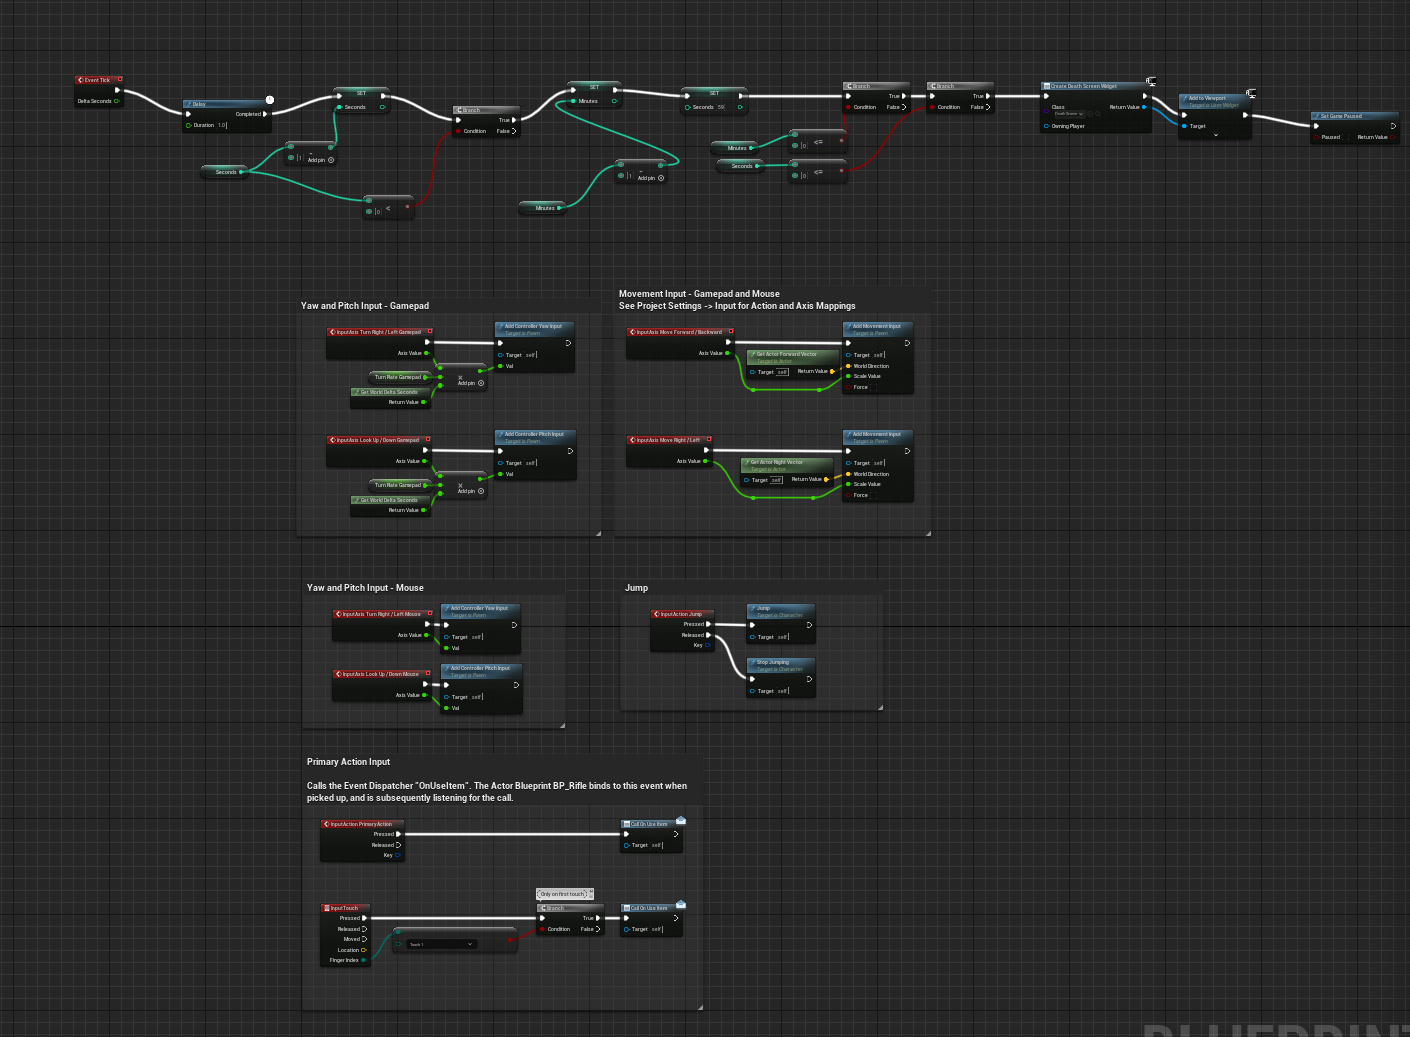 Event Tick
Delta Seconds
Delay
Completed
Duration 1.0
SET
Seconds
Seconds
1
-
Add pin
0
<
Branch
True
Condition
False
SET
Minutes
Minutes
1
-
Add pin
SET
Seconds 59
Minutes
0
<=
Seconds
0
<=
Branch
True
Condition
False
Branch
True
Condition
False
Create Death Screen Widget
Class
Return Value
Death Screen
Owning Player
Add to Viewport
Target is User Widget
Target
Set Game Paused
Paused
Return Value
Yaw and Pitch Input - Gamepad
InputAxis Turn Right / Left Gamepad
Axis Value
Turn Rate Gamepad
Get World Delta Seconds
Return Value
Add pin
Add Controller Yaw Input
Target is Pawn
Target self
Val
InputAxis Look Up / Down Gamepad
Axis Value
Turn Rate Gamepad
Get World Delta Seconds
Return Value
Add pin
Add Controller Pitch Input
Target is Pawn
Target self
Val
Movement Input - Gamepad and Mouse
See Project Settings -> Input for Action and Axis Mappings
InputAxis Move Forward / Backward
Axis Value
Get Actor Forward Vector
Target is Actor
Target self
Return Value
Add Movement Input
Target is Pawn
Target self
World Direction
Scale Value
Force
InputAxis Move Right / Left
Axis Value
Get Actor Right Vector
Target is Actor
Target self
Return Value
Add Movement Input
Target is Pawn
Target self
World Direction
Scale Value
Force
Yaw and Pitch Input - Mouse
InputAxis Turn Right / Left Mouse
Axis Value
Add Controller Yaw Input
Target is Pawn
Target self
Val
InputAxis Look Up / Down Mouse
Axis Value
Add Controller Pitch Input
Target is Pawn
Target self
Val
Jump
InputAction Jump
Pressed
Released
Key
Jump
Target is Character
Target self
Stop Jumping
Target is Character
Target self
Primary Action Input
Calls the Event Dispatcher "OnUseItem". The Actor Blueprint BP_Rifle binds to this event when
picked up, and is subsequently listening for the call.
InputAction PrimaryAction
Pressed
Released
Key
Call On Use Item
Target self
InputTouch
Pressed
Released
Moved
Location
Finger Index
Touch 1
Only on first touch
Branch
True
Condition
False
Call On Use Item
Target self
BLUEPRINT